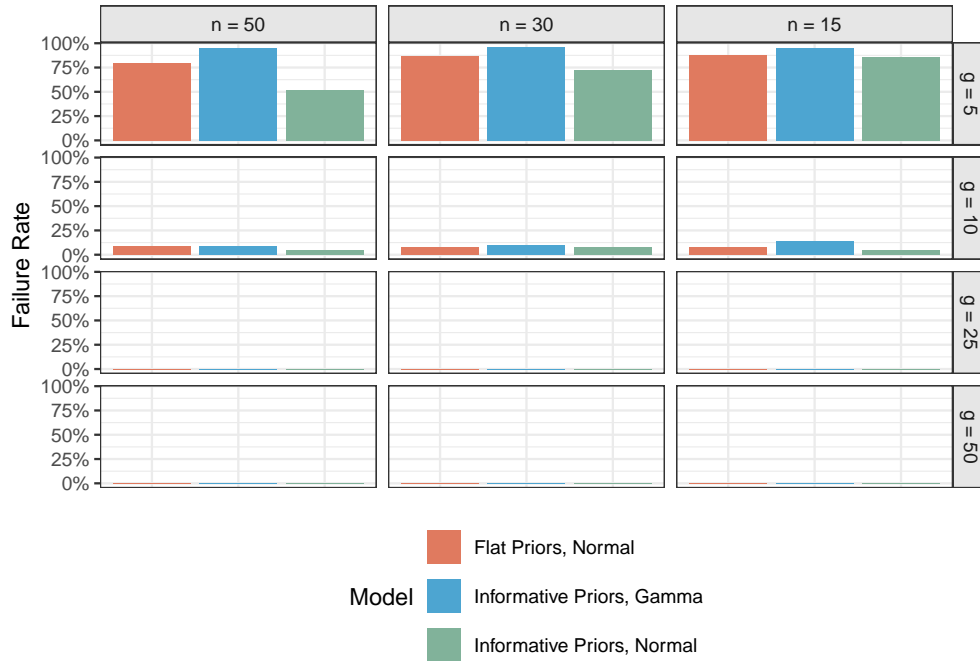 n = 50
n = 30
n = 15
100%
75%
50%
25%
0%
g = 5
100%
75%
50%
25%
0%
g = 10
100%
75%
50%
25%
0%
g = 25
100%
75%
50%
25%
0%
g = 50
Failure Rate
Model
Flat Priors, Normal
Informative Priors, Gamma
Informative Priors, Normal